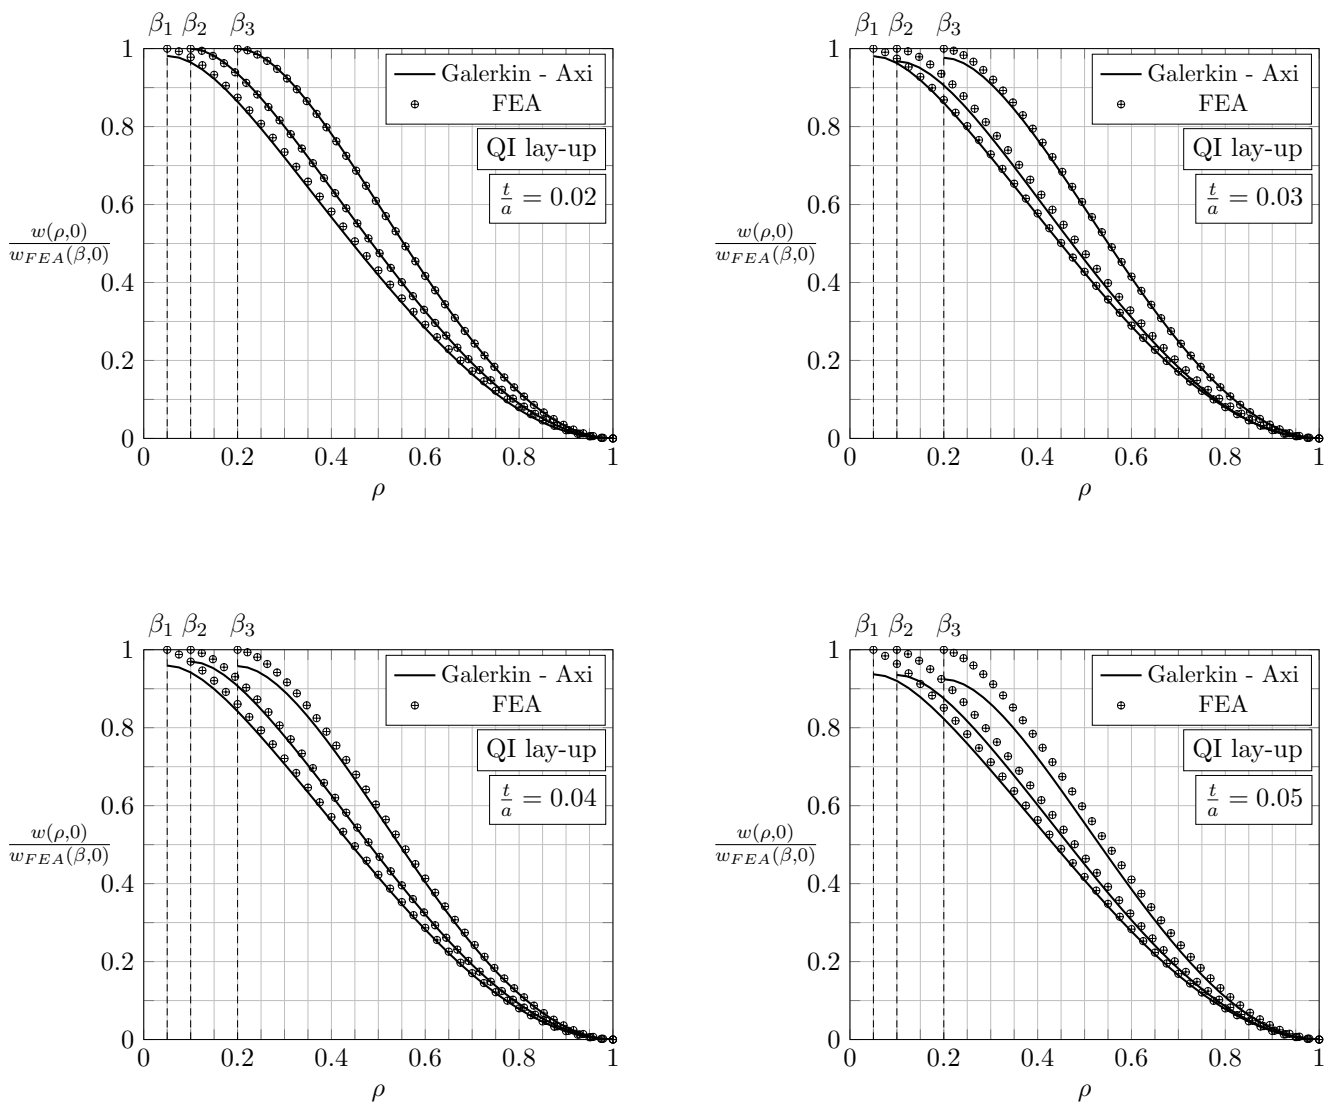 β₁ β₂ β₃
1
0.8
0.6
0.4
0.2
0
w(ρ,0)
w_FEA(β,0)
Galerkin - Axi
FEA
QI lay-up
t/a = 0.02
0 0.2 0.4 0.6 0.8 1
ρ
β₁ β₂ β₃
1
0.8
0.6
0.4
0.2
0
w(ρ,0)
w_FEA(β,0)
Galerkin - Axi
FEA
QI lay-up
t/a = 0.03
0 0.2 0.4 0.6 0.8 1
ρ
β₁ β₂ β₃
1
0.8
0.6
0.4
0.2
0
w(ρ,0)
w_FEA(β,0)
Galerkin - Axi
FEA
QI lay-up
t/a = 0.04
0 0.2 0.4 0.6 0.8 1
ρ
β₁ β₂ β₃
1
0.8
0.6
0.4
0.2
0
w(ρ,0)
w_FEA(β,0)
Galerkin - Axi
FEA
QI lay-up
t/a = 0.05
0 0.2 0.4 0.6 0.8 1
ρ